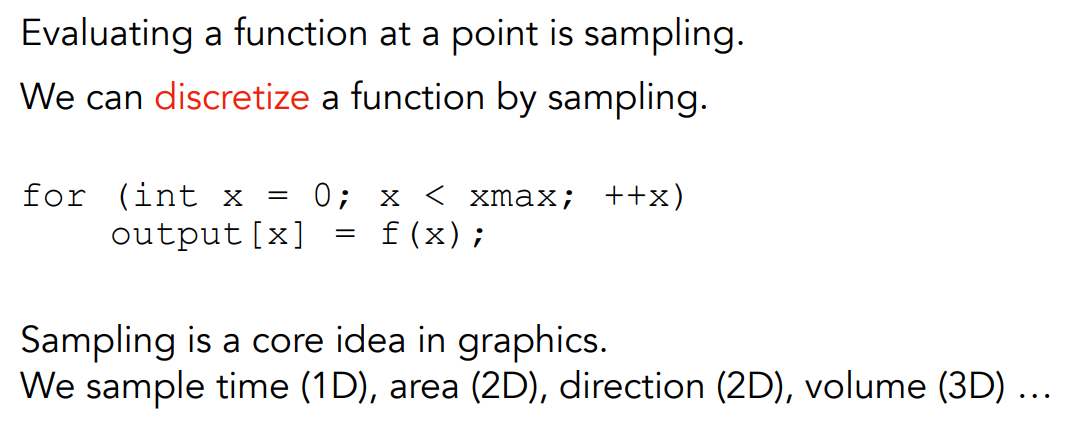 Evaluating a function at a point is sampling.
We can discretize a function by sampling.
for (int x = 0; x < xmax; ++x)
    output[x] = f(x);
Sampling is a core idea in graphics.
We sample time (1D), area (2D), direction (2D), volume (3D) …